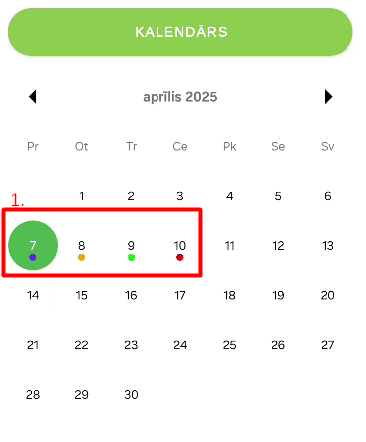 KALENDĀRS
aprīlis 2025
Pr Ot Tr Ce Pk Se Sv
1.
1 2 3 4 5 6
7 8 9 10 11 12 13
14 15 16 17 18 19 20
21 22 23 24 25 26 27
28 29 30